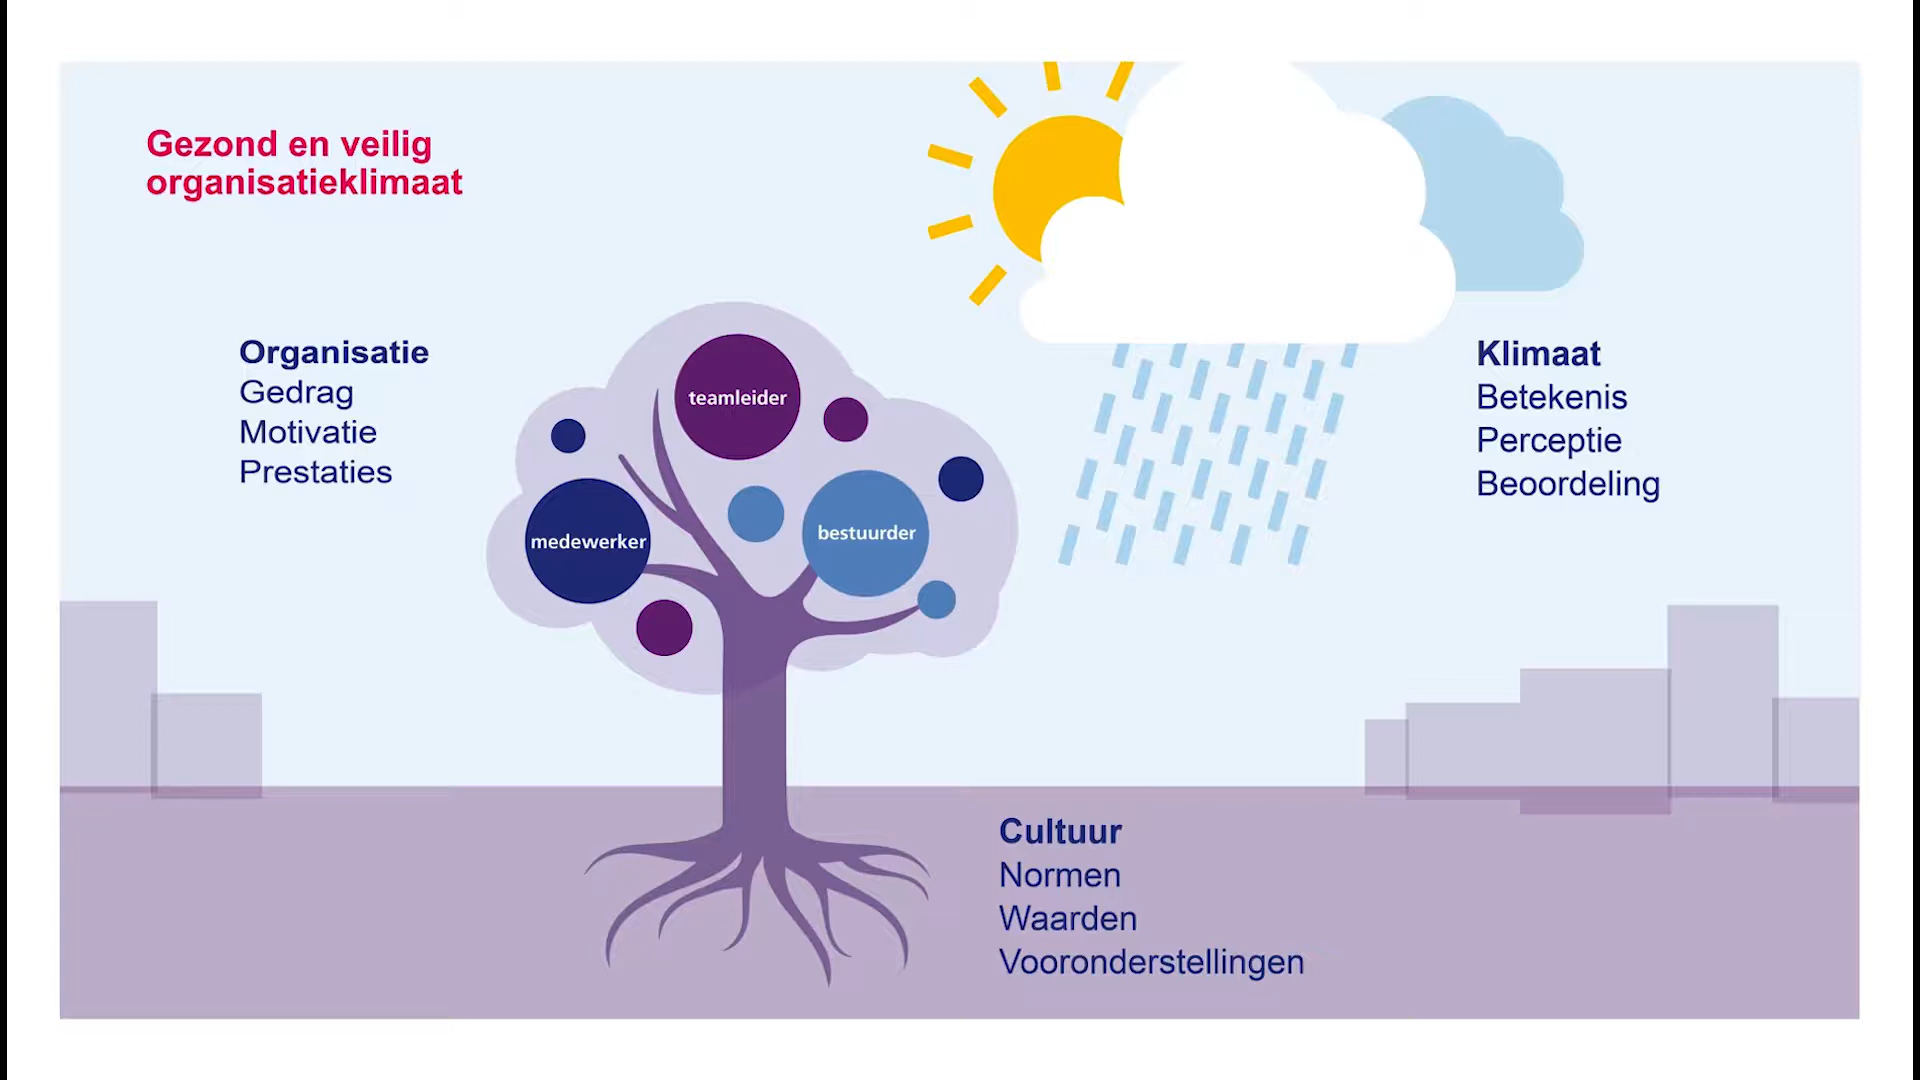 Gezond en veilig
organisatieklimaat
Organisatie
Gedrag
Motivatie
Prestaties
teamleider
medewerker
bestuurder
Klimaat
Betekenis
Perceptie
Beoordeling
Cultuur
Normen
Waarden
Vooronderstellingen